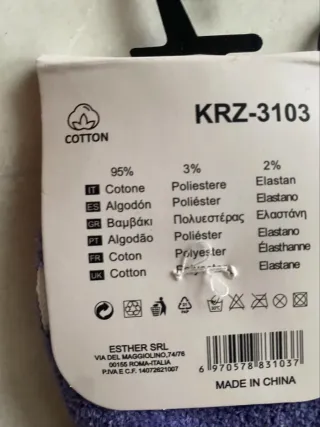 COTTON
KRZ-3103
95% 3% 2%
IT Cotone Poliestere Elastan
ES Algodón Poliéster Elastano
GR Βαμβάκι Πολυεστέρας Ελαστάνη
PT Algodão Poliéster Elastano
FR Coton Polyester Élasthanne
UK Cotton Elastane
ESTHER SRL
VIA DEL MAGGIOLINO,74/76
00155 ROMA-ITALIA
P.IVA E C.F. 14072621007
6 970578 831037
MADE IN CHINA